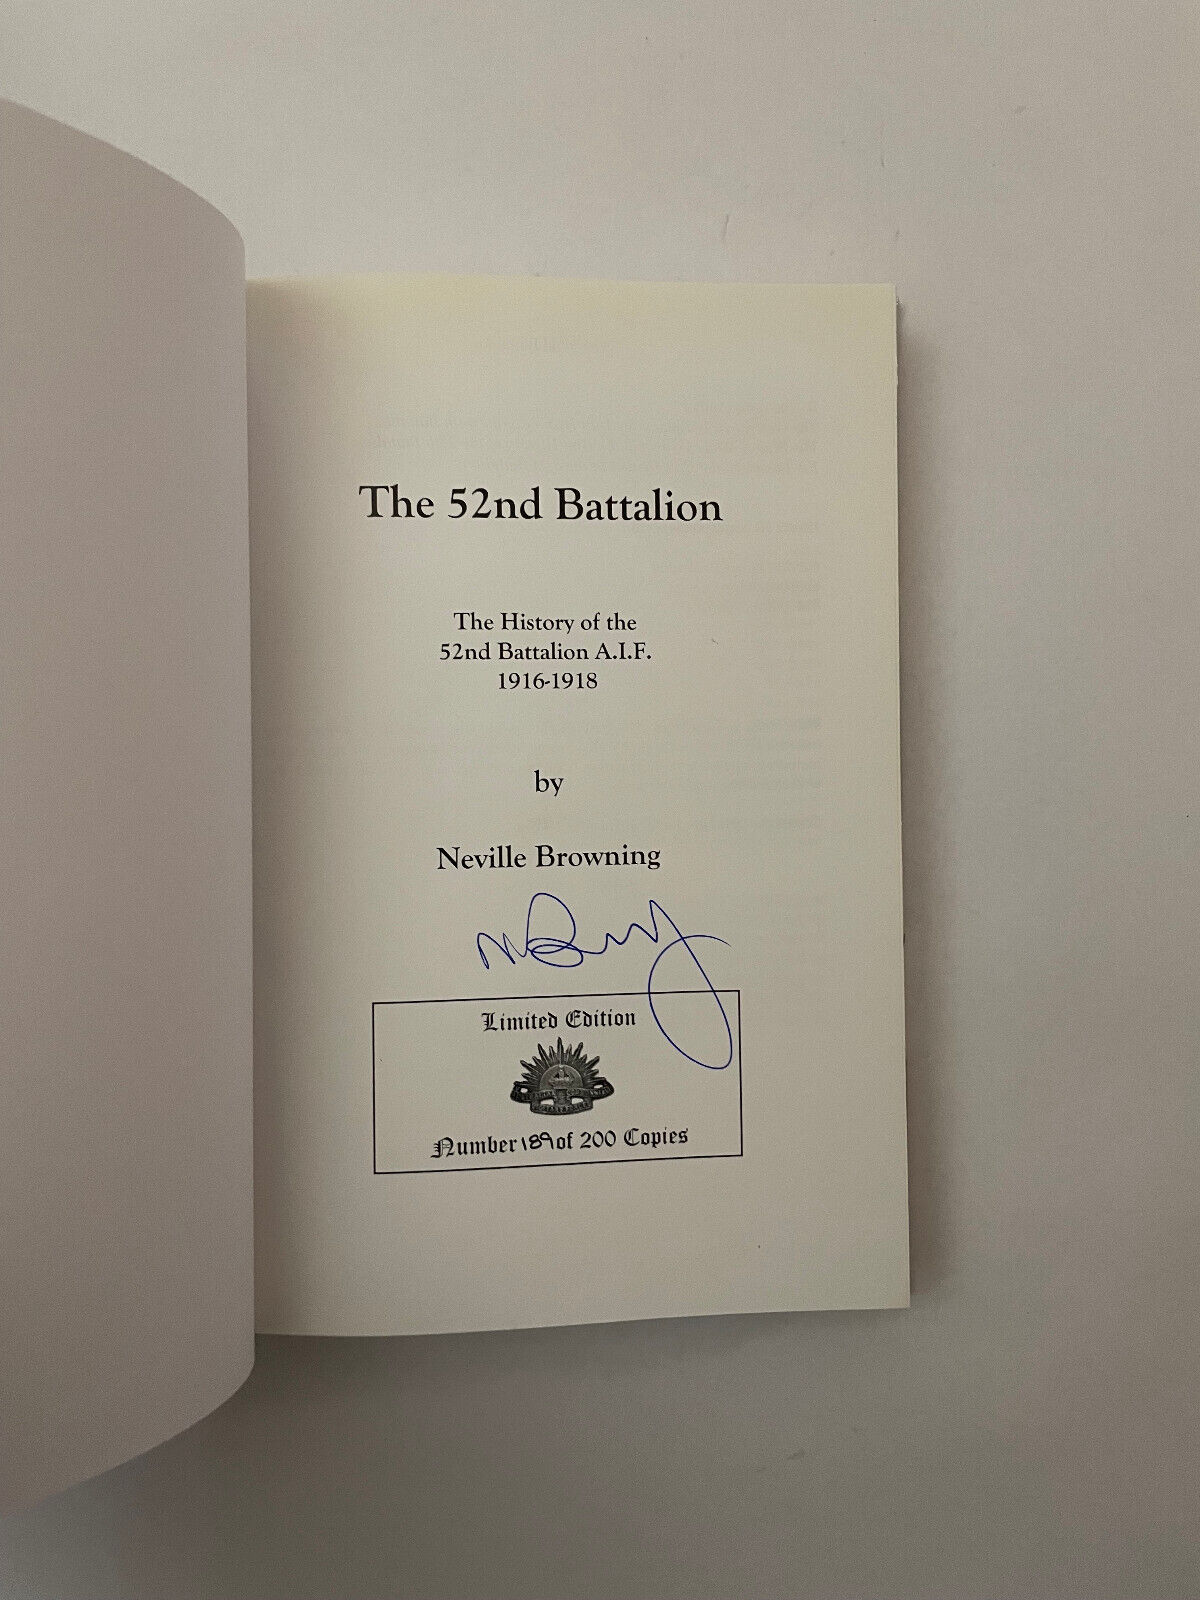 The 52nd Battalion
The History of the
52nd Battalion A.I.F.
1916-1918
by
Neville Browning
Limited Edition
Number 189 of 200 Copies